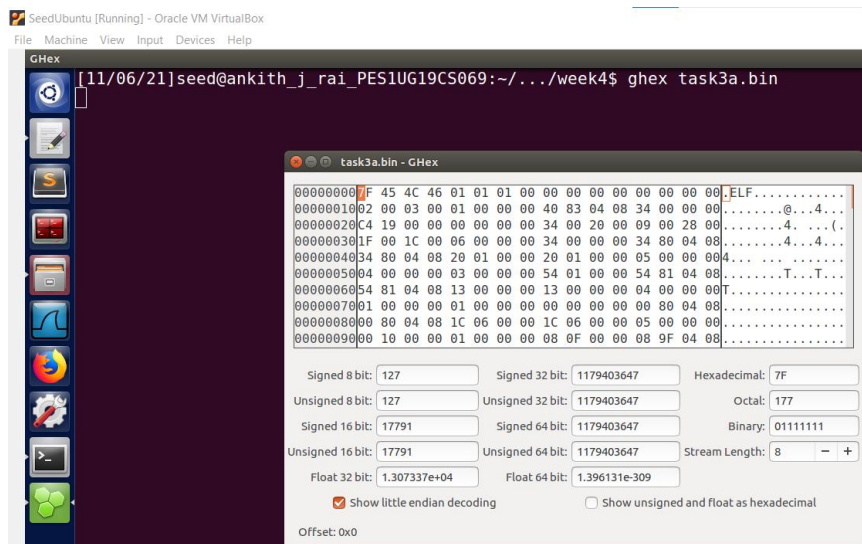 SeedUbuntu [Running] - Oracle VM VirtualBox
File Machine View Input Devices Help
GHex
[11/06/21]seed@ankith_j_rai_PES1UG19CS069:~/.../week4$ ghex task3a.bin
task3a.bin - GHex
00000000 7F 45 4C 46 01 01 01 00 00 00 00 00 00 00 00 00 .ELF............
00000010 02 00 03 00 01 00 00 00 40 83 04 08 34 00 00 00 ........@...4...
00000020 C4 19 00 00 00 00 00 00 34 00 20 00 09 00 28 00 ........4. ...(.
00000030 1F 00 1C 00 06 00 00 00 34 00 00 00 34 80 04 08 ........4...4...
00000040 34 80 04 08 20 01 00 00 20 01 00 00 05 00 00 00 4... ... .......
00000050 04 00 00 00 03 00 00 00 54 01 00 00 54 81 04 08 ........T...T...
00000060 54 81 04 08 13 00 00 00 13 00 00 00 04 00 00 00 T...............
00000070 01 00 00 00 01 00 00 00 00 00 00 00 00 80 04 08 ................
00000080 00 80 04 08 1C 06 00 00 1C 06 00 00 05 00 00 00 ................
00000090 00 10 00 00 01 00 00 00 08 0F 00 00 08 9F 04 08 ................
Signed 8 bit: 127 Signed 32 bit: 1179403647 Hexadecimal: 7F
Unsigned 8 bit: 127 Unsigned 32 bit: 1179403647 Octal: 177
Signed 16 bit: 17791 Signed 64 bit: 1179403647 Binary: 01111111
Unsigned 16 bit: 17791 Unsigned 64 bit: 1179403647 Stream Length: 8 − +
Float 32 bit: 1.307337e+04 Float 64 bit: 1.396131e-309
Show little endian decoding Show unsigned and float as hexadecimal
Offset: 0x0